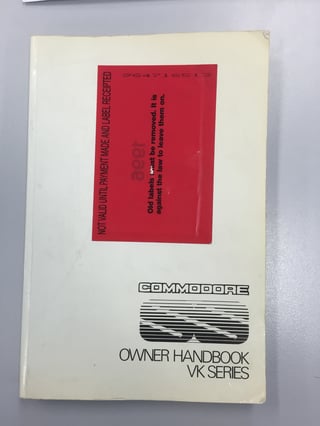 NOT VALID UNTIL PAYMENT MADE AND LABEL RECEIPTED
1996
Old labels must be removed. It is
against the law to leave them on.
COMMODORE
OWNER HANDBOOK
VK SERIES